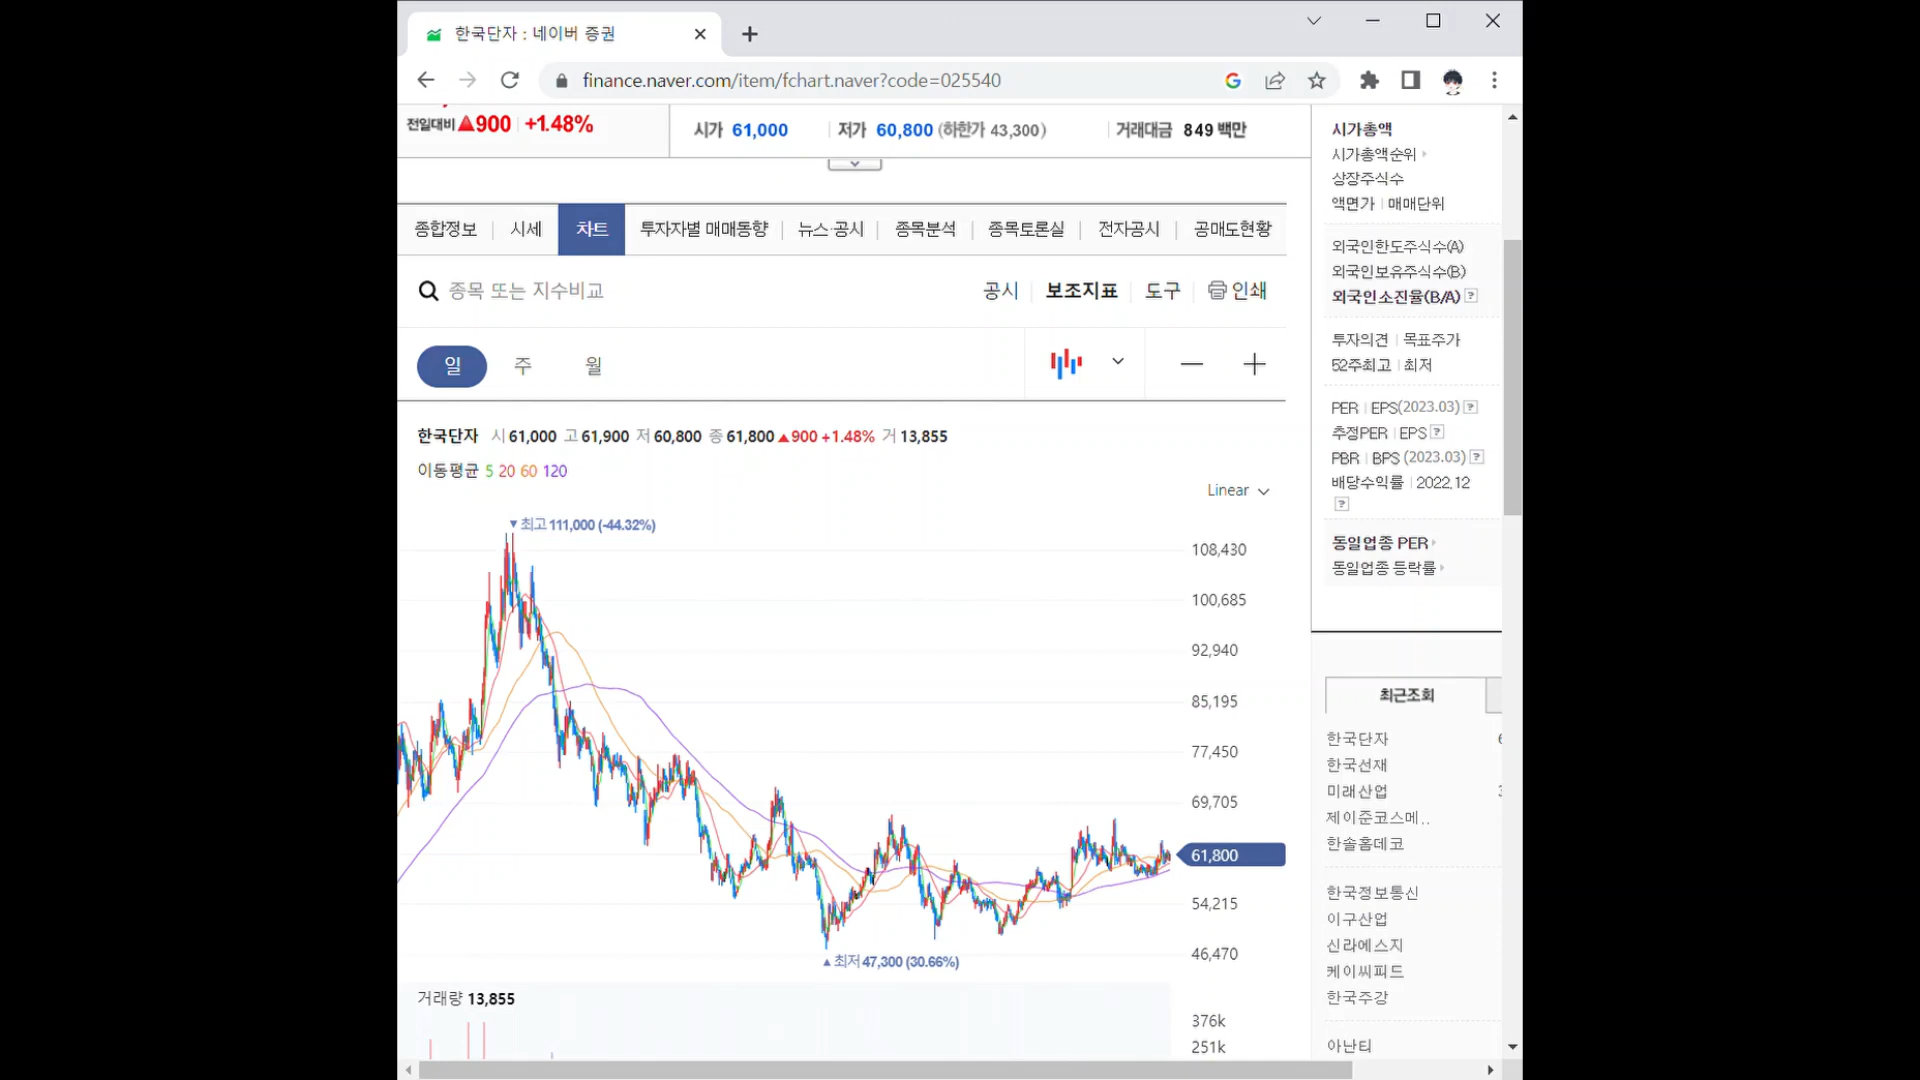 한국단자 : 네이버 증권
finance.naver.com/item/fchart.naver?code=025540
전일대비 ▲900 +1.48%
시가 61,000 저가 60,800 (하한가 43,300) 거래대금 849 백만
종합정보 시세 차트 투자자별 매매동향 뉴스·공시 종목분석 종목토론실 전자공시 공매도현황
종목 또는 지수비교 공시 보조지표 도구 인쇄
일 주 월
한국단자 시 61,000 고 61,900 저 60,800 종 61,800 ▲900 +1.48% 거 13,855
이동평균 5 20 60 120
Linear
▼최고 111,000 (-44.32%)
108,430
100,685
92,940
85,195
77,450
69,705
61,800
54,215
46,470
▲최저 47,300 (30.66%)
거래량 13,855
376k
251k
시가총액
시가총액순위
상장주식수
액면가 매매단위
외국인한도주식수(A)
외국인보유주식수(B)
외국인소진율(B/A) ?
투자의견 목표주가
52주최고 최저
PER EPS(2023.03) ?
추정PER EPS ?
PBR BPS (2023.03) ?
배당수익률 2022.12
?
동일업종 PER
동일업종 등락률
최근조회
한국단자
한국선재
미래산업
제이준코스메..
한솔홈데코
한국정보통신
이구산업
신라에스지
케이씨피드
한국주강
아난티